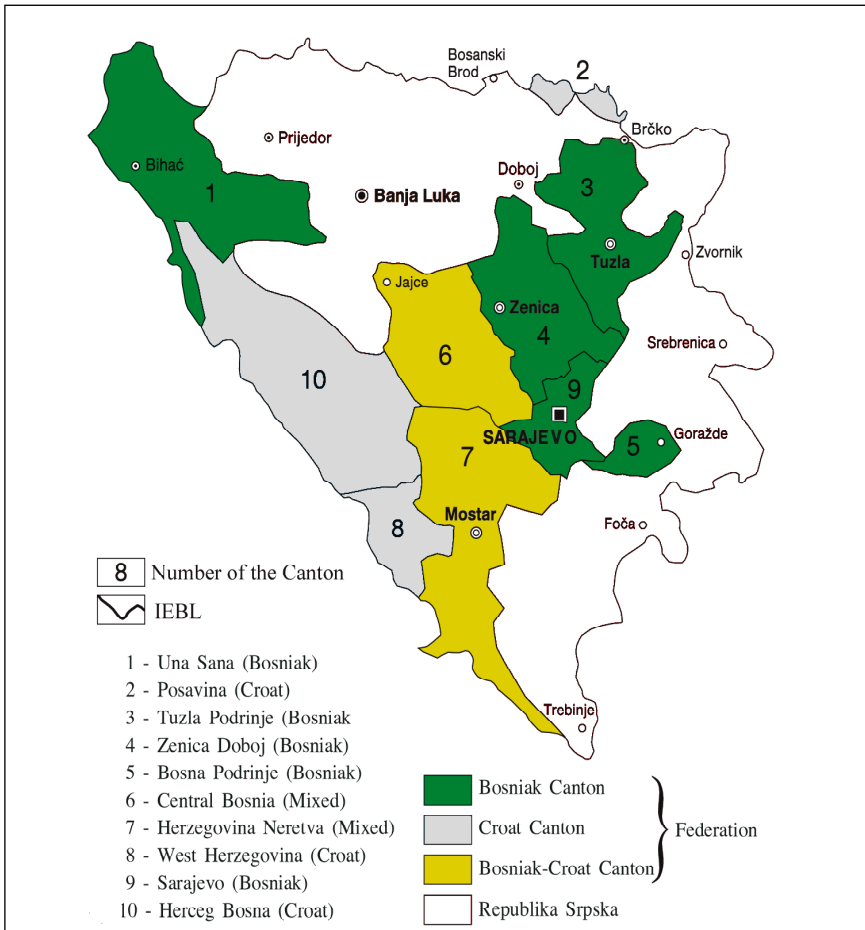 Bosanski
Brod
2
Brčko
Prijedor
Doboj
Bihać
1
3
Banja Luka
Tuzla
Zvornik
Jajce
Zenica
4
Srebrenica
6
10
9
SARAJEVO
5
Goražde
7
Mostar
8
Foča
Trebinje
8 Number of the Canton
IEBL
1 - Una Sana (Bosniak)
2 - Posavina (Croat)
3 - Tuzla Podrinje (Bosniak
4 - Zenica Doboj (Bosniak)
5 - Bosna Podrinje (Bosniak)
6 - Central Bosnia (Mixed)
7 - Herzegovina Neretva (Mixed)
8 - West Herzegovina (Croat)
9 - Sarajevo (Bosniak)
10 - Herceg Bosna (Croat)
Bosniak Canton
Croat Canton
Bosniak-Croat Canton
Federation
Republika Srpska